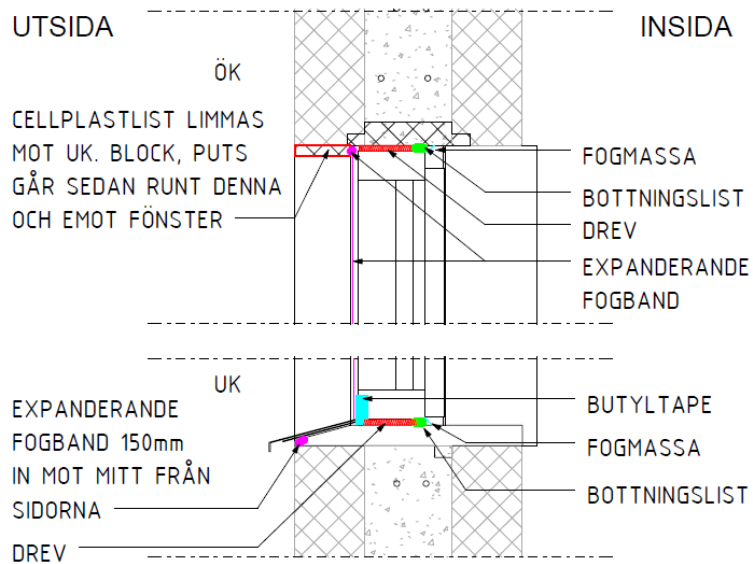 UTSIDA
INSIDA
ÖK
CELLPLASTLIST LIMMAS
MOT UK. BLOCK, PUTS
GÅR SEDAN RUNT DENNA
OCH EMOT FÖNSTER
FOGMASSA
BOTTNINGSLIST
DREV
EXPANDERANDE
FOGBAND
UK
EXPANDERANDE
FOGBAND 150mm
IN MOT MITT FRÅN
SIDORNA
DREV
BUTYLTAPE
FOGMASSA
BOTTNINGSLIST